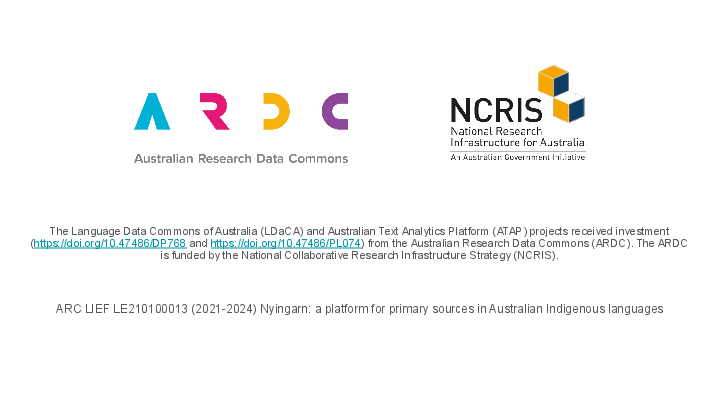 ARDC
Australian Research Data Commons
NCRIS
National Research
Infrastructure for Australia
An Australian Government Initiative
The Language Data Commons of Australia (LDaCA) and Australian Text Analytics Platform (ATAP) projects received investment
(https://doi.org/10.47486/DP768 and https://doi.org/10.47486/PL074) from the Australian Research Data Commons (ARDC). The ARDC
is funded by the National Collaborative Research Infrastructure Strategy (NCRIS).
ARC LIEF LE210100013 (2021-2024) Nyingarn: a platform for primary sources in Australian Indigenous languages